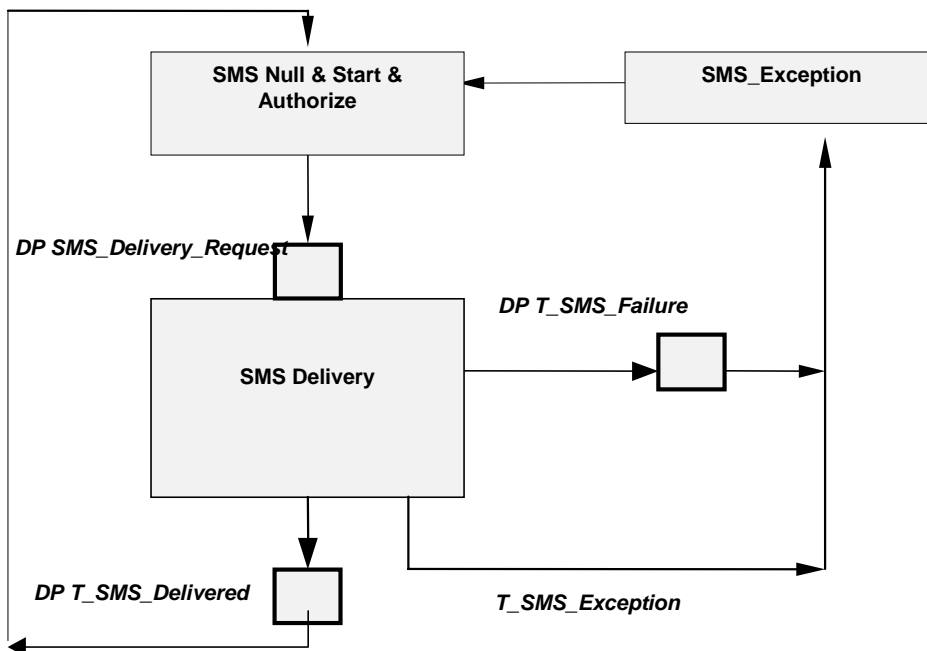 SMS Null & Start &
Authorize
SMS_Exception
DP SMS_Delivery_Request
DP T_SMS_Failure
SMS Delivery
DP T_SMS_Delivered
T_SMS_Exception